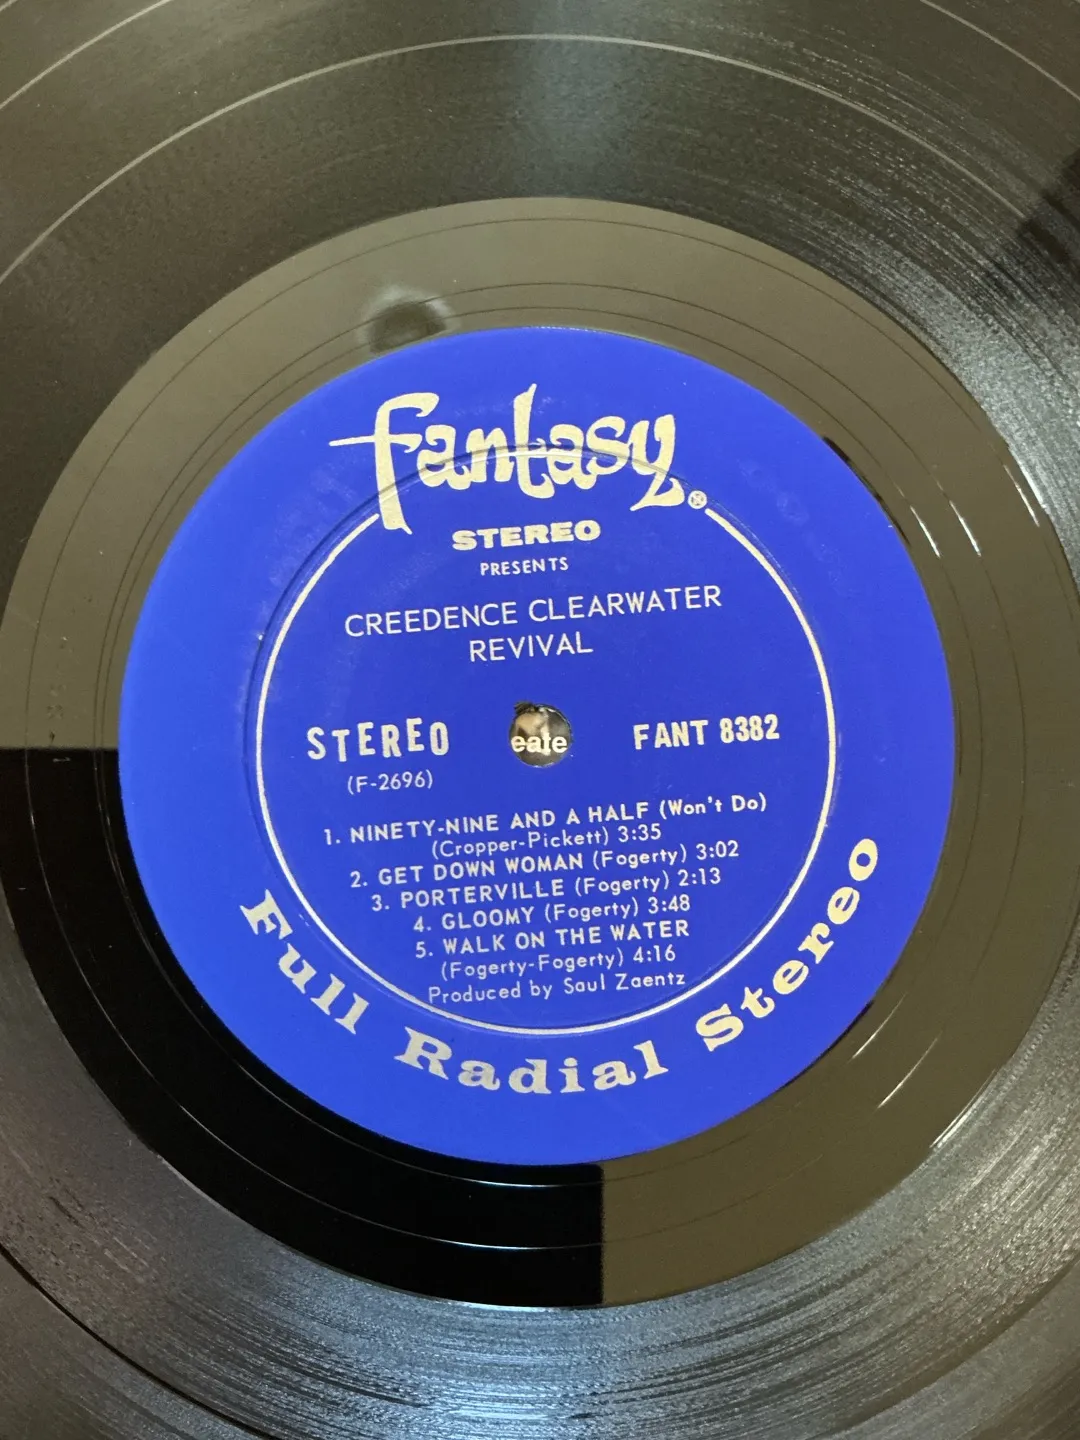 Fantasy
STEREO
PRESENTS
CREEDENCE CLEARWATER
REVIVAL
STEREO
eate
FANT 8382
(F-2696)
1. NINETY-NINE AND A HALF (Won't Do)
(Cropper-Pickett) 3:35
2. GET DOWN WOMAN (Fogerty) 3:02
3. PORTERVILLE (Fogerty) 2:13
4. GLOOMY (Fogerty) 3:48
5. WALK ON THE WATER
(Fogerty-Fogerty) 4:16
Produced by Saul Zaentz
Full Radial Stereo